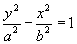 y²/a² − x²/b² = 1